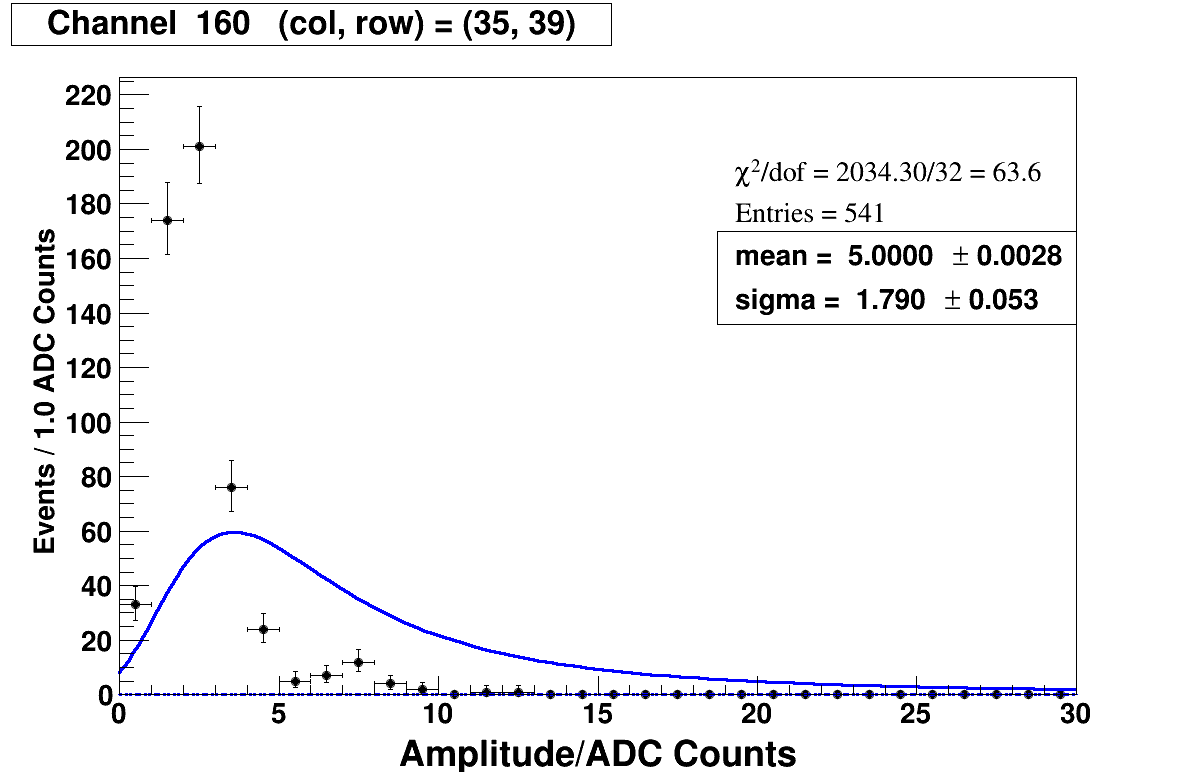 Channel 160 (col, row) = (35, 39)
χ²/dof = 2034.30/32 = 63.6
Entries = 541
mean = 5.0000 ± 0.0028
sigma = 1.790 ± 0.053
Events / 1.0 ADC Counts
220
200
180
160
140
120
100
80
60
40
20
0
0 5 10 15 20 25 30
Amplitude/ADC Counts